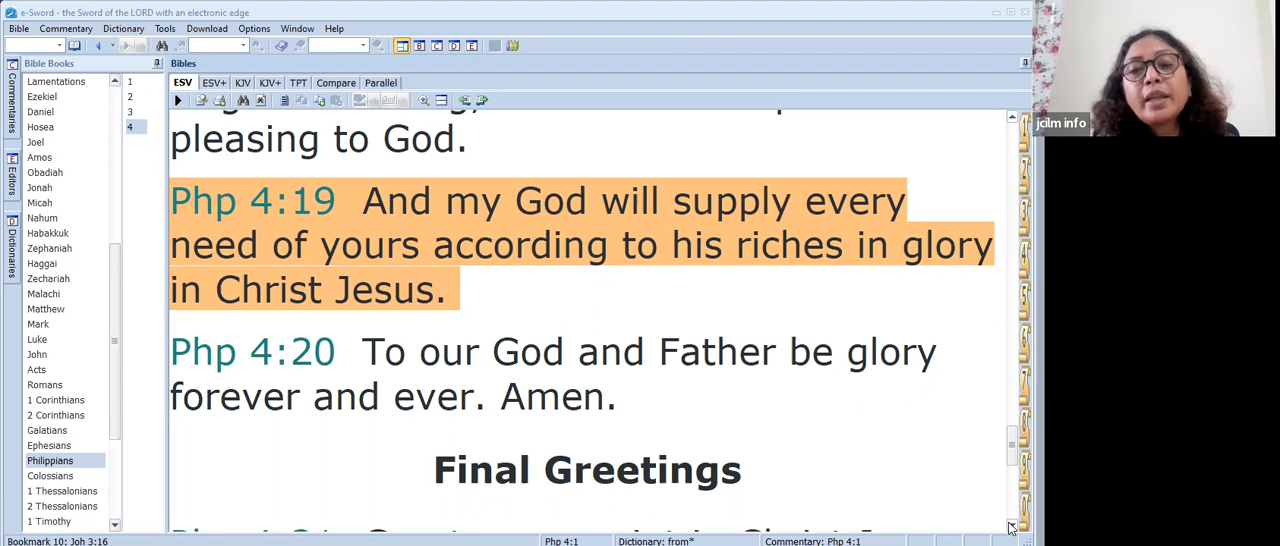 e-Sword - the Sword of the LORD with an electronic edge
Bible Commentary Dictionary Tools Download Options Window Help
Bible Books
Bibles
Commentaries
Editors
Dictionaries
Lamentations
Ezekiel
Daniel
Hosea
Joel
Amos
Obadiah
Jonah
Micah
Nahum
Habakkuk
Zephaniah
Haggai
Zechariah
Malachi
Matthew
Mark
Luke
John
Acts
Romans
1 Corinthians
2 Corinthians
Galatians
Ephesians
Philippians
Colossians
1 Thessalonians
2 Thessalonians
1 Timothy
1
2
3
4
ESV ESV+ KJV KJV+ TPT Compare Parallel
pleasing to God.
Php 4:19 And my God will supply every
need of yours according to his riches in glory
in Christ Jesus.
Php 4:20 To our God and Father be glory
forever and ever. Amen.
Final Greetings
jcilm info
Bookmark 10: Joh 3:16 Php 4:1 Dictionary: from* Commentary: Php 4:1